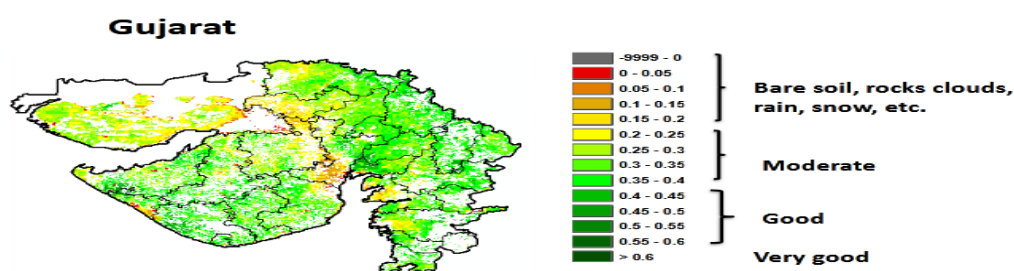 Gujarat
-9999 - 0
0 - 0.05
0.05 - 0.1
0.1 - 0.15
0.15 - 0.2
0.2 - 0.25
0.25 - 0.3
0.3 - 0.35
0.35 - 0.4
0.4 - 0.45
0.45 - 0.5
0.5 - 0.55
0.55 - 0.6
> 0.6
Bare soil, rocks clouds,
rain, snow, etc.
Moderate
Good
Very good